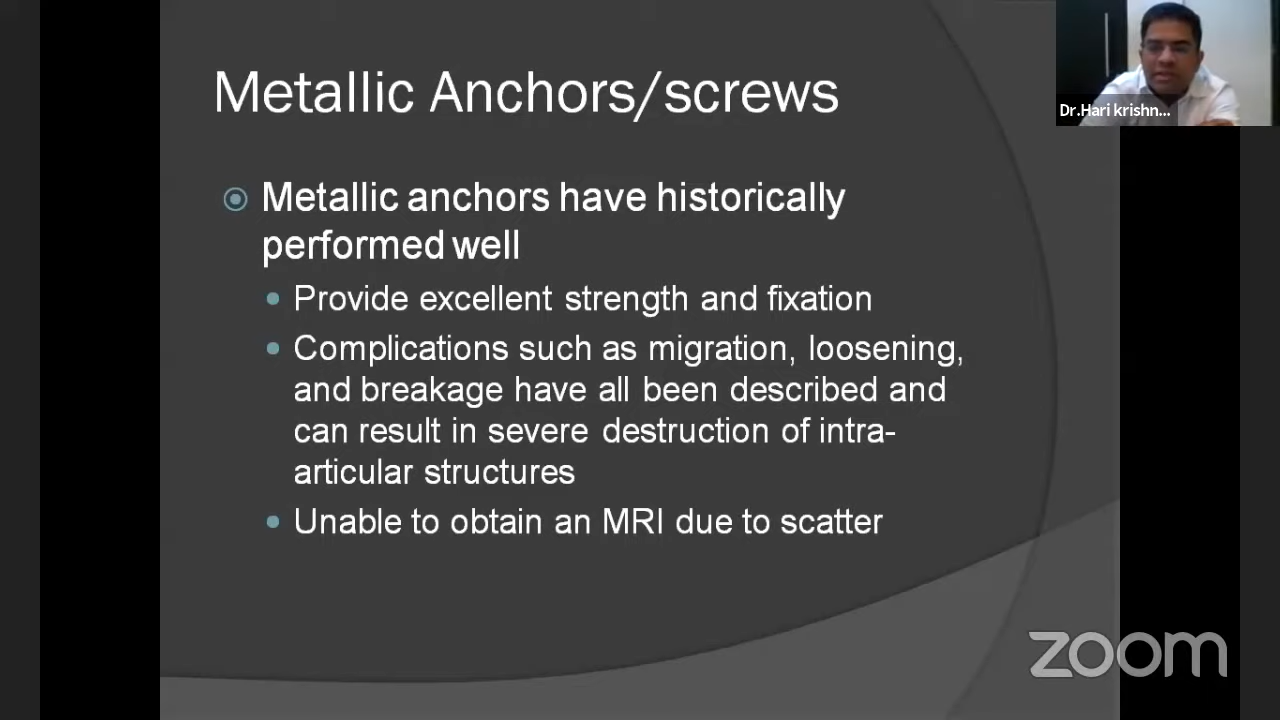 Metallic Anchors/screws
Dr.Hari krishn...
Metallic anchors have historically
performed well
Provide excellent strength and fixation
Complications such as migration, loosening,
and breakage have all been described and
can result in severe destruction of intra-
articular structures
Unable to obtain an MRI due to scatter
zoom